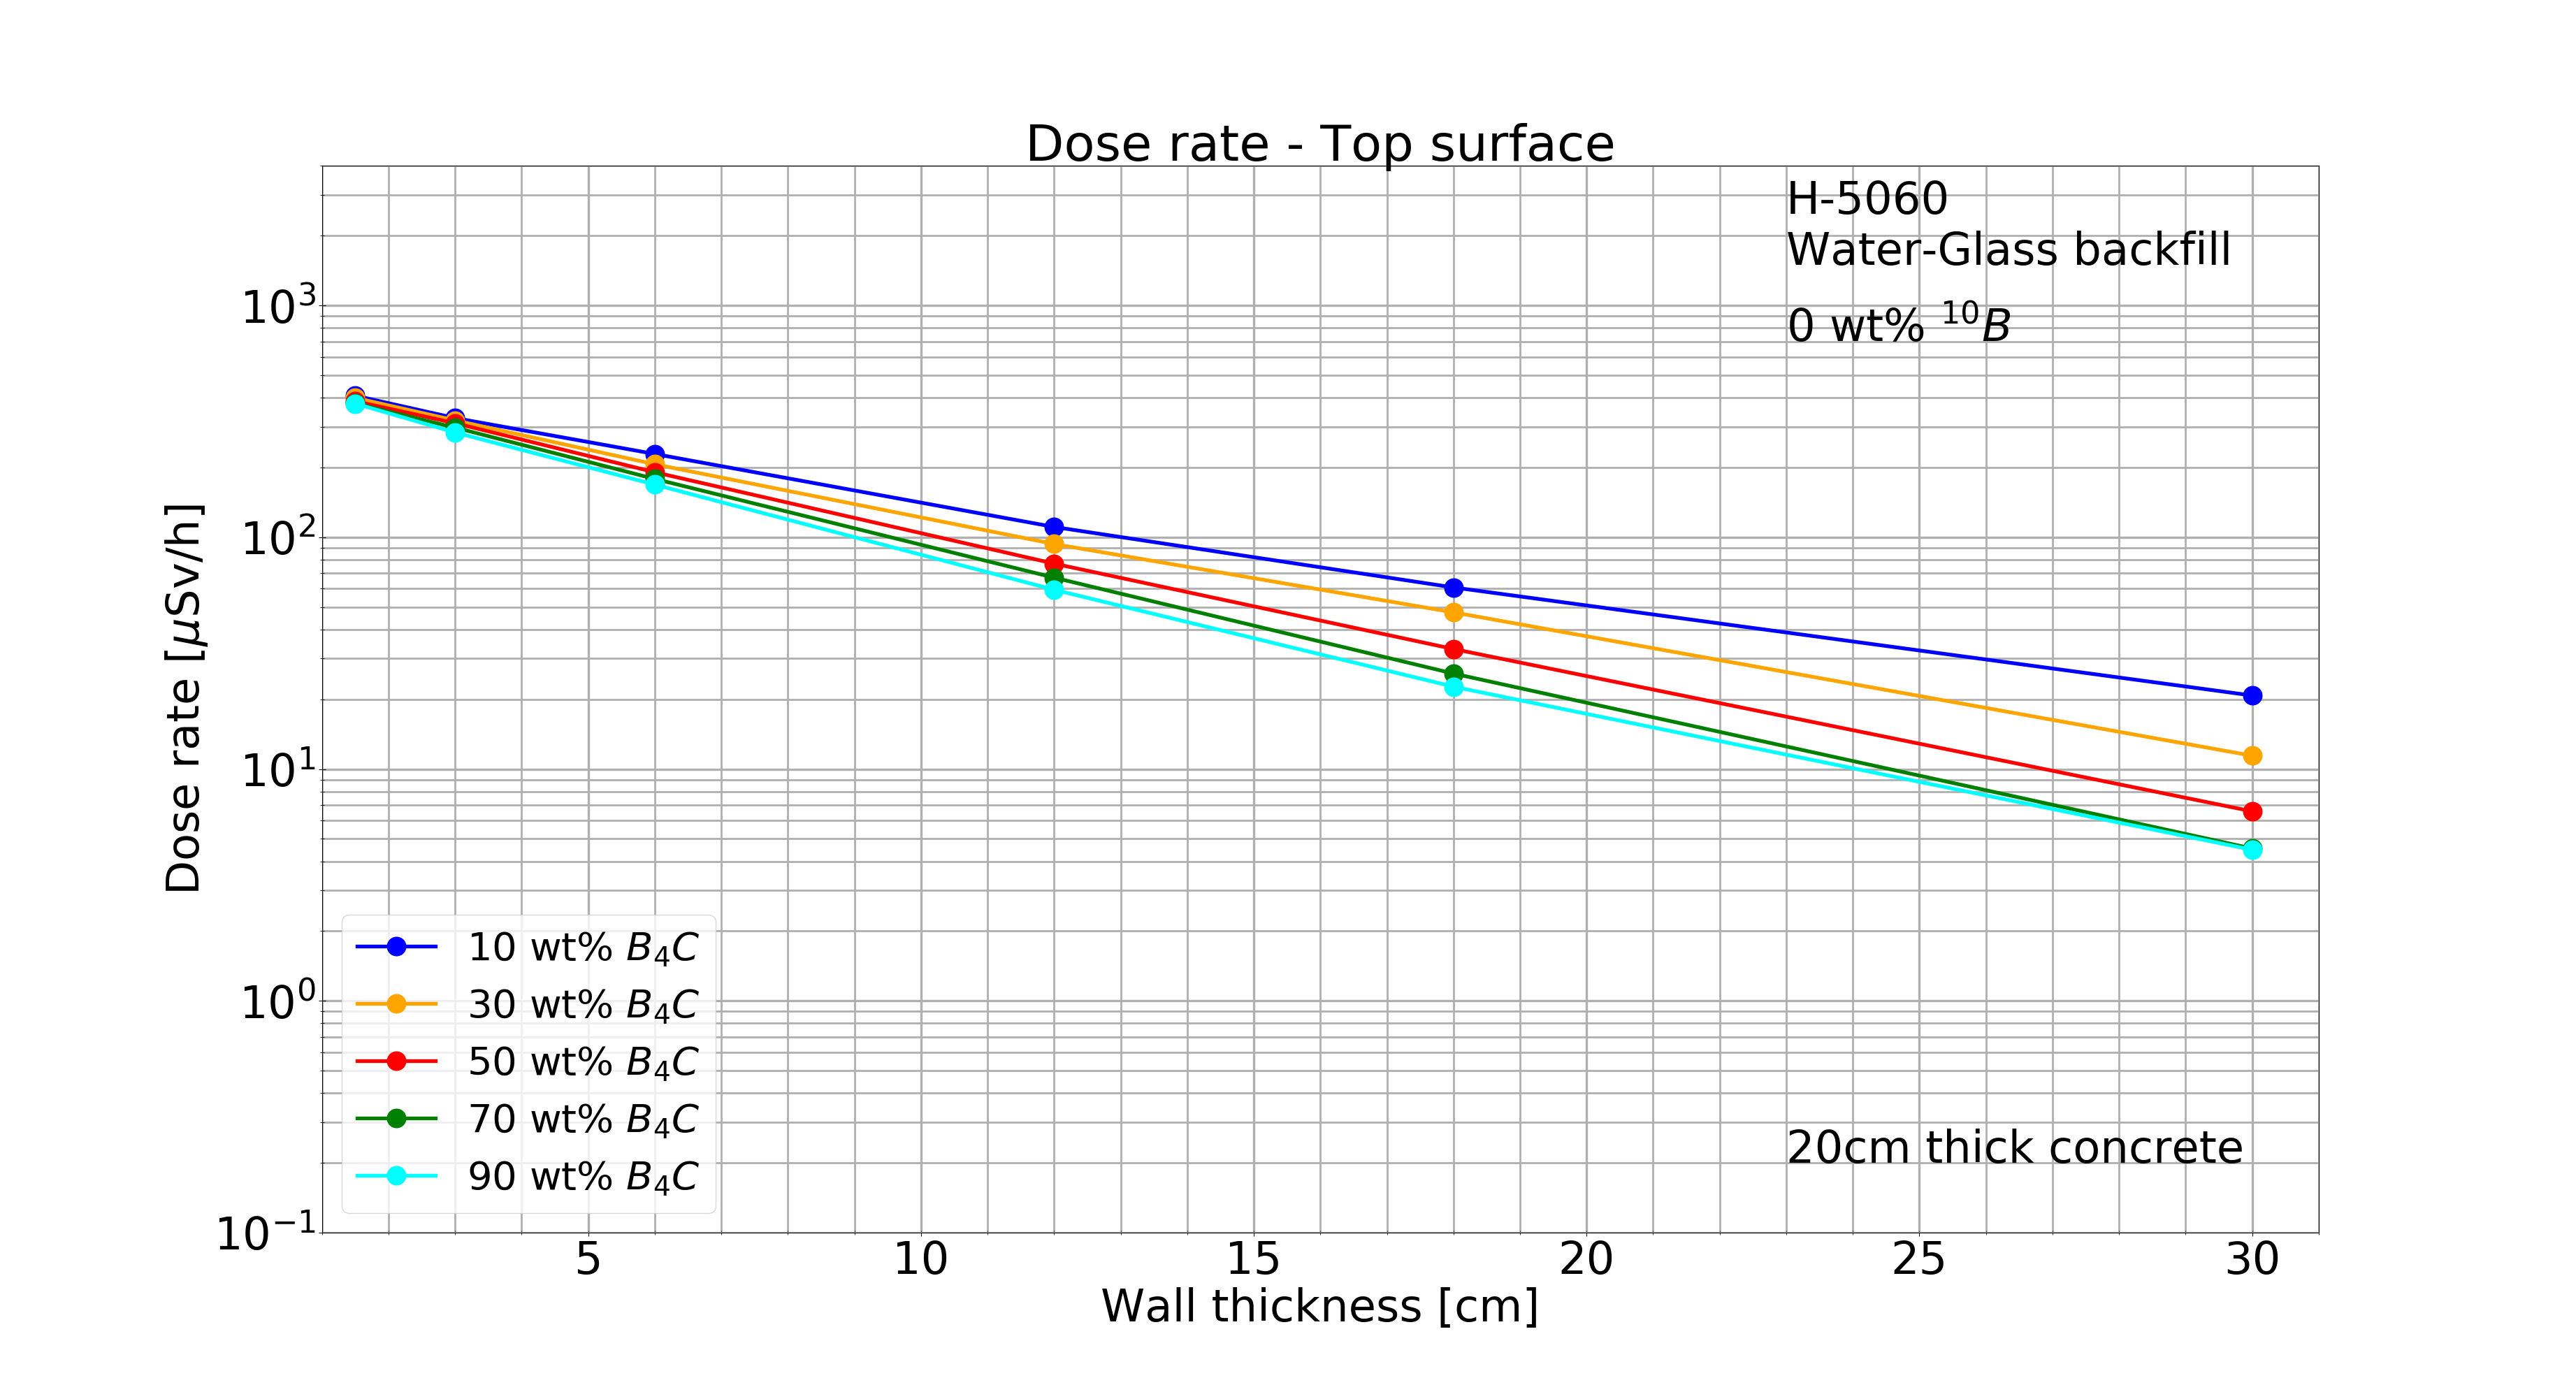 Dose rate - Top surface
H-5060
Water-Glass backfill
0 wt% ¹⁰B
10³
10²
10¹
10⁰
10⁻¹
Dose rate [μSv/h]
10 wt% B₄C
30 wt% B₄C
50 wt% B₄C
70 wt% B₄C
90 wt% B₄C
20cm thick concrete
5 10 15 20 25 30
Wall thickness [cm]